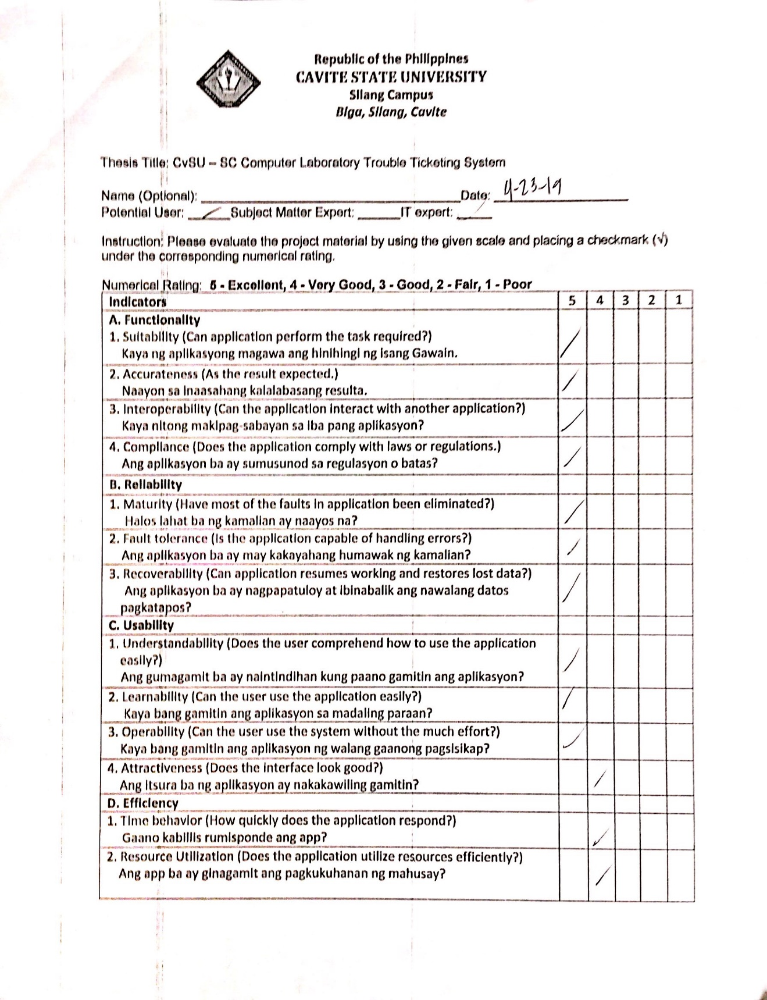 Republic of the Philippines
CAVITE STATE UNIVERSITY
Silang Campus
Biga, Silang, Cavite
Thesis Title: CvSU – SC Computer Laboratory Trouble Ticketing System
Name (Optional): ____________ Date: 4-23-19
Potential User: __/__ Subject Matter Expert: _____ IT expert: _____
Instruction: Please evaluate the project material by using the given scale and placing a checkmark (√)
under the corresponding numerical rating.
Numerical Rating: 5 - Excellent, 4 - Very Good, 3 - Good, 2 - Fair, 1 - Poor
Indicators 5 4 3 2 1
A. Functionality
1. Suitability (Can application perform the task required?) /
Kaya ng aplikasyong magawa ang hinihingi ng isang Gawain.
2. Accurateness (As the result expected.) /
Naayon sa inaasahang kalalabasang resulta.
3. Interoperability (Can the application interact with another application?) /
Kaya nitong makipag-sabayan sa iba pang aplikasyon?
4. Compliance (Does the application comply with laws or regulations.) /
Ang aplikasyon ba ay sumusunod sa regulasyon o batas?
B. Reliability
1. Maturity (Have most of the faults in application been eliminated?) /
Halos lahat ba ng kamalian ay naayos na?
2. Fault tolerance (Is the application capable of handling errors?) /
Ang aplikasyon ba ay may kakayahang humawak ng kamalian?
3. Recoverability (Can application resumes working and restores lost data?) /
Ang aplikasyon ba ay nagpapatuloy at ibinabalik ang nawalang datos
pagkatapos?
C. Usability
1. Understandability (Does the user comprehend how to use the application
easily?) /
Ang gumagamit ba ay naintindihan kung paano gamitin ang aplikasyon?
2. Learnability (Can the user use the application easily?) /
Kaya bang gamitin ang aplikasyon sa madaling paraan?
3. Operability (Can the user use the system without the much effort?) /
Kaya bang gamitin ang aplikasyon ng walang gaanong pagsisikap?
4. Attractiveness (Does the interface look good?) /
Ang itsura ba ng aplikasyon ay nakakawiling gamitin?
D. Efficiency
1. Time behavior (How quickly does the application respond?) /
Gaano kabillis rumisponde ang app?
2. Resource Utilization (Does the application utilize resources efficiently?) /
Ang app ba ay ginagamit ang pagkukuhanan ng mahusay?